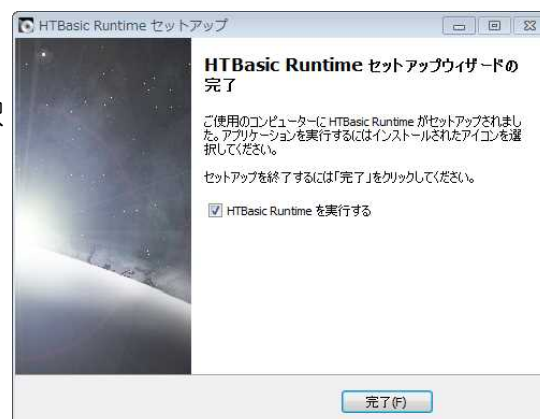 HTBasic Runtime セットアップ
HTBasic Runtime セットアップウィザードの
完了
ご使用のコンピューターに HTBasic Runtime がセットアップされまし
た。アプリケーションを実行するにはインストールされたアイコンを選
択してください。
セットアップを終了するには「完了」をクリックしてください。
HTBasic Runtime を実行する
完了(F)